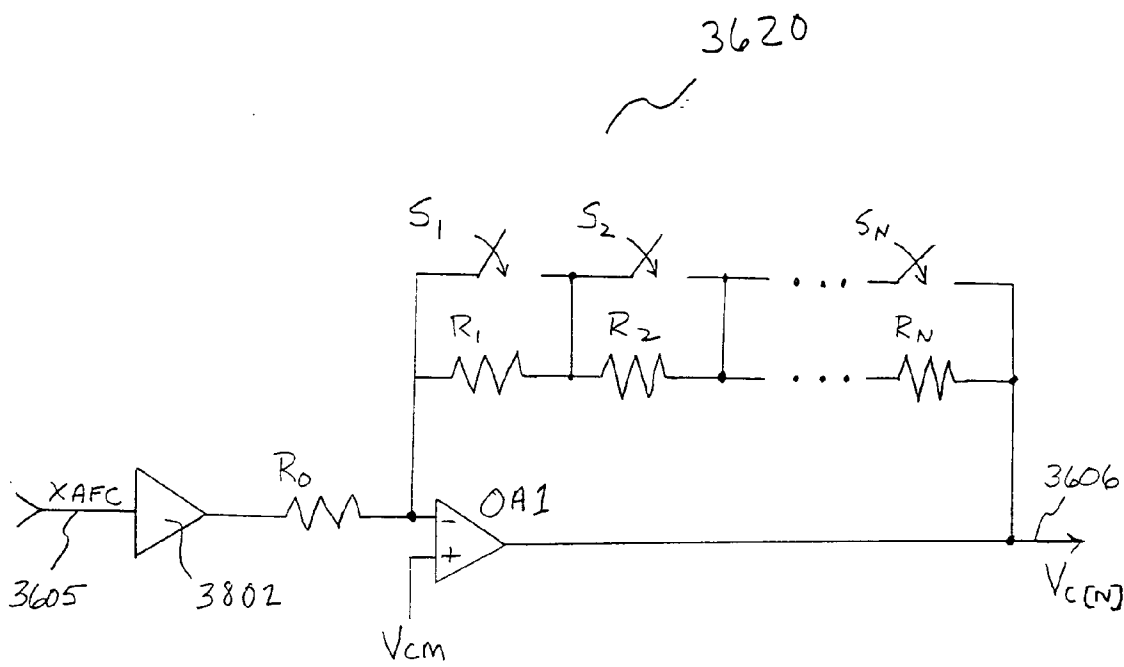 3620
S1 S2 SN
R1 R2 RN
R0
XAFC
OA1
3606
-
+
3605
3802
Vcm
VC[N]